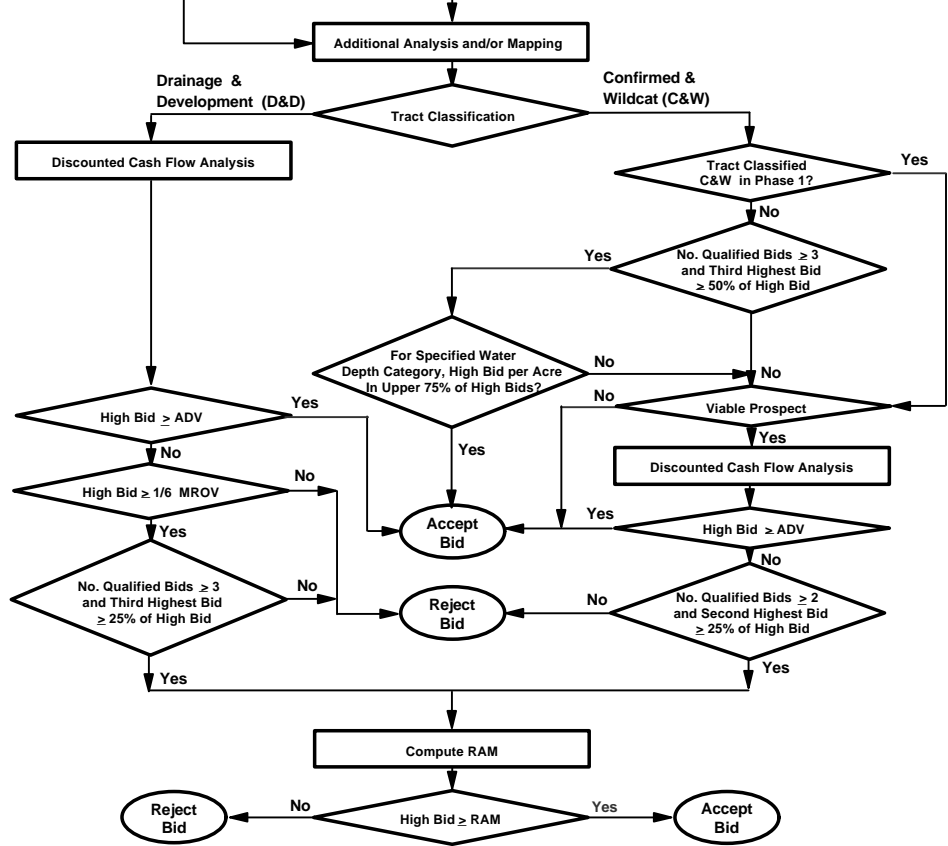 Additional Analysis and/or Mapping
Drainage &
Development (D&D)
Confirmed &
Wildcat (C&W)
Tract Classification
Discounted Cash Flow Analysis
Tract Classified
C&W in Phase 1?
Yes
No
No. Qualified Bids ≥ 3
and Third Highest Bid
≥ 50% of High Bid
Yes
For Specified Water
Depth Category, High Bid per Acre
In Upper 75% of High Bids?
No
No
Yes
Viable Prospect
No
Yes
High Bid ≥ ADV
Yes
No
Discounted Cash Flow Analysis
High Bid ≥ 1/6 MROV
No
Yes
Accept
Bid
Yes
High Bid ≥ ADV
No
No. Qualified Bids ≥ 3
and Third Highest Bid
≥ 25% of High Bid
No
Yes
Reject
Bid
No
No. Qualified Bids ≥ 2
and Second Highest Bid
≥ 25% of High Bid
Yes
Compute RAM
Reject
Bid
No
High Bid ≥ RAM
Yes
Accept
Bid